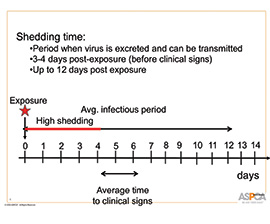 Shedding time:
•Period when virus is excreted and can be transmitted
•3-4 days post-exposure (before clinical signs)
•Up to 12 days post exposure
Exposure
Avg. infectious period
High shedding
0 1 2 3 4 5 6 7 8 9 10 11 12 13 14
days
Average time
to clinical signs
ASPCA